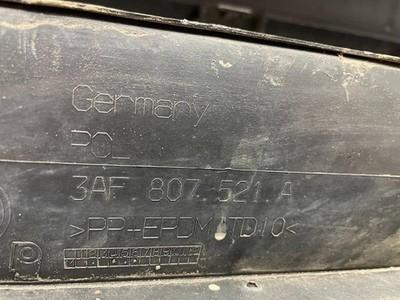 Germany
POL
3AF 807 521 A
>PP+EPDM TD10<